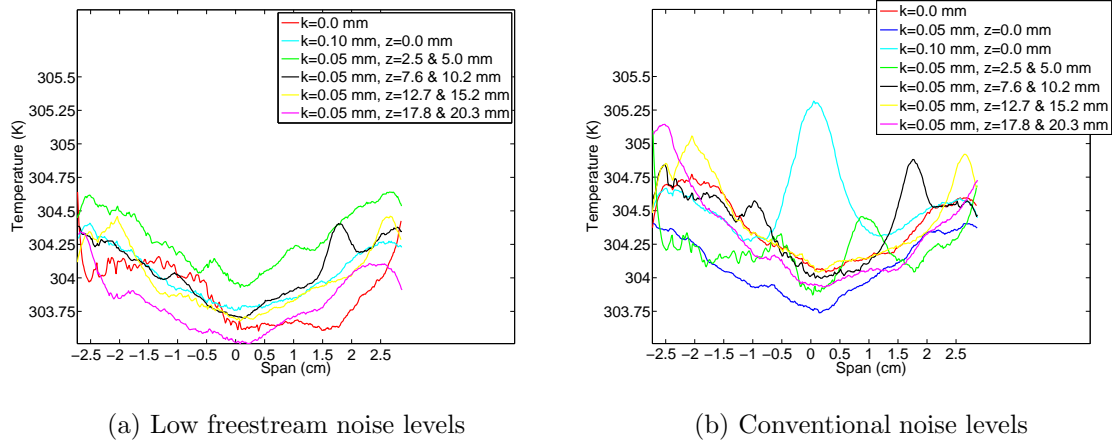 k=0.0 mm
k=0.10 mm, z=0.0 mm
k=0.05 mm, z=2.5 & 5.0 mm
k=0.05 mm, z=7.6 & 10.2 mm
k=0.05 mm, z=12.7 & 15.2 mm
k=0.05 mm, z=17.8 & 20.3 mm
305.5
305.25
305
304.75
304.5
304.25
304
303.75
Temperature (K)
−2.5 −2 −1.5 −1 −0.5 0 0.5 1 1.5 2 2.5
Span (cm)
(a) Low freestream noise levels
k=0.0 mm
k=0.05 mm, z=0.0 mm
k=0.10 mm, z=0.0 mm
k=0.05 mm, z=2.5 & 5.0 mm
k=0.05 mm, z=7.6 & 10.2 mm
k=0.05 mm, z=12.7 & 15.2 mm
k=0.05 mm, z=17.8 & 20.3 mm
305.5
305.25
305
304.75
304.5
304.25
304
303.75
Temperature (K)
−2.5 −2 −1.5 −1 −0.5 0 0.5 1 1.5 2 2.5
Span (cm)
(b) Conventional noise levels